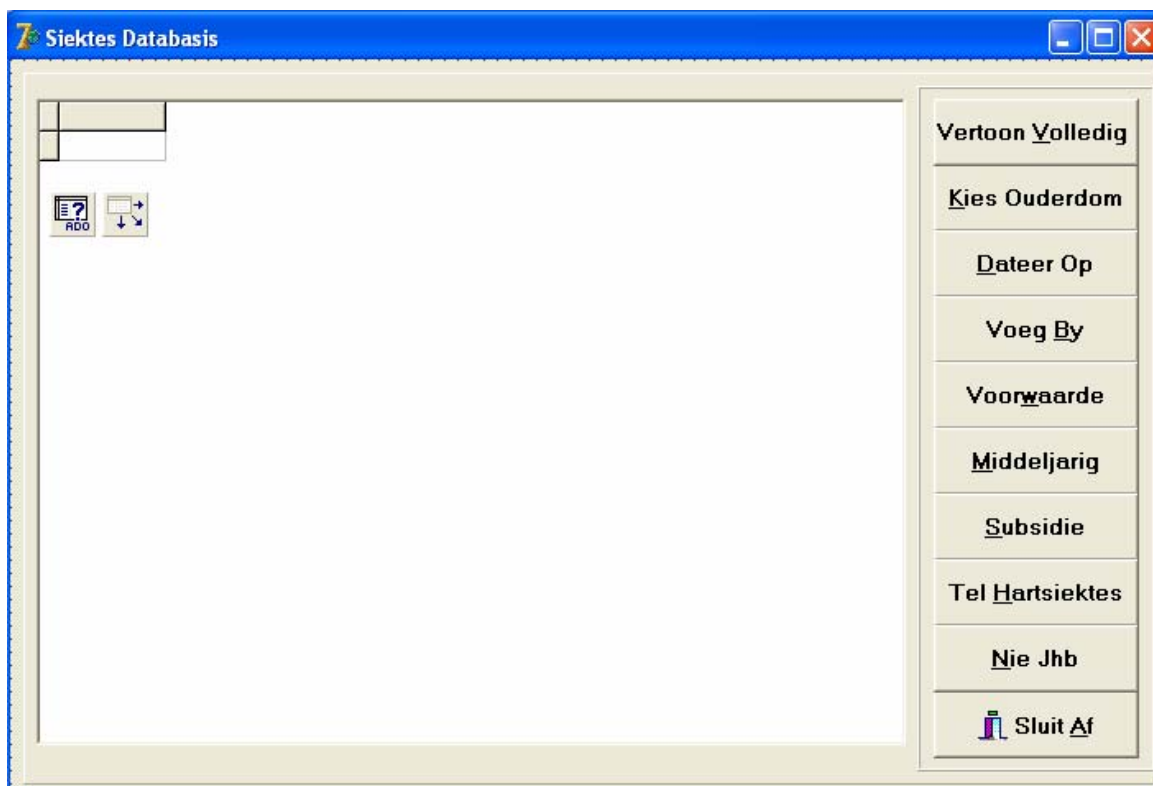 Siektes Databasis
ADO
Vertoon Volledig
Kies Ouderdom
Dateer Op
Voeg By
Voorwaarde
Middeljarig
Subsidie
Tel Hartsiektes
Nie Jhb
Sluit Af